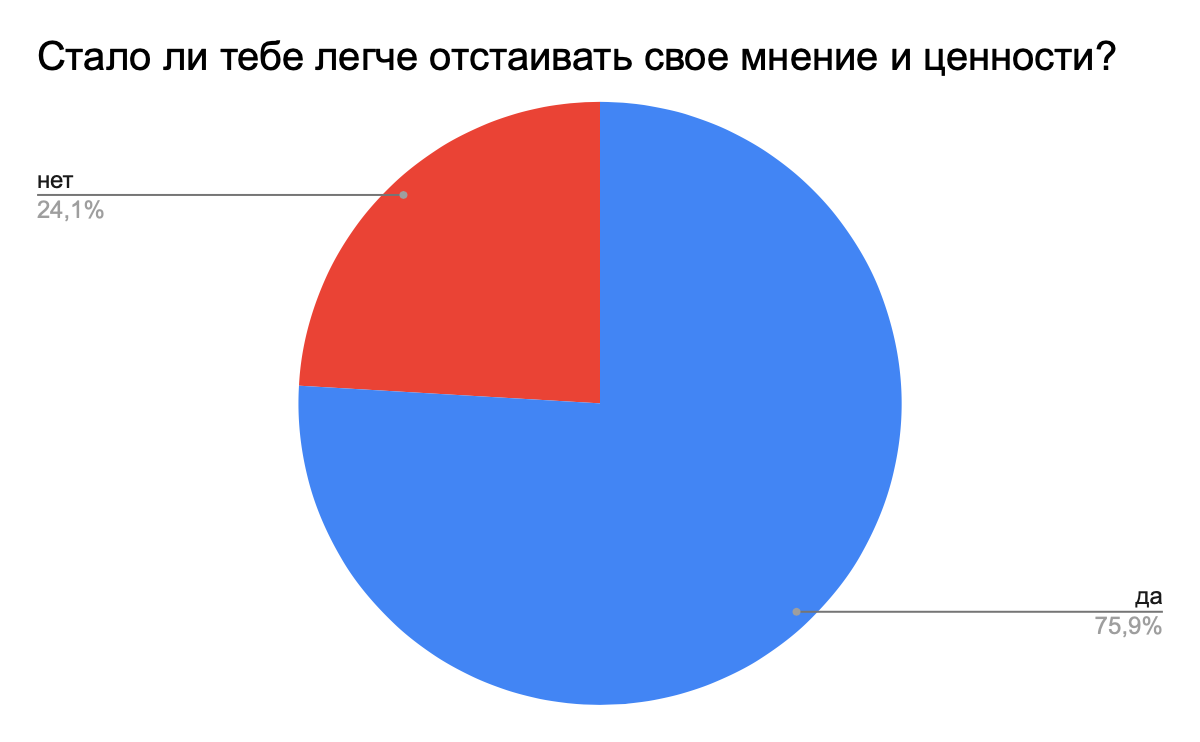 Стало ли тебе легче отстаивать свое мнение и ценности?
нет
24,1%
да
75,9%